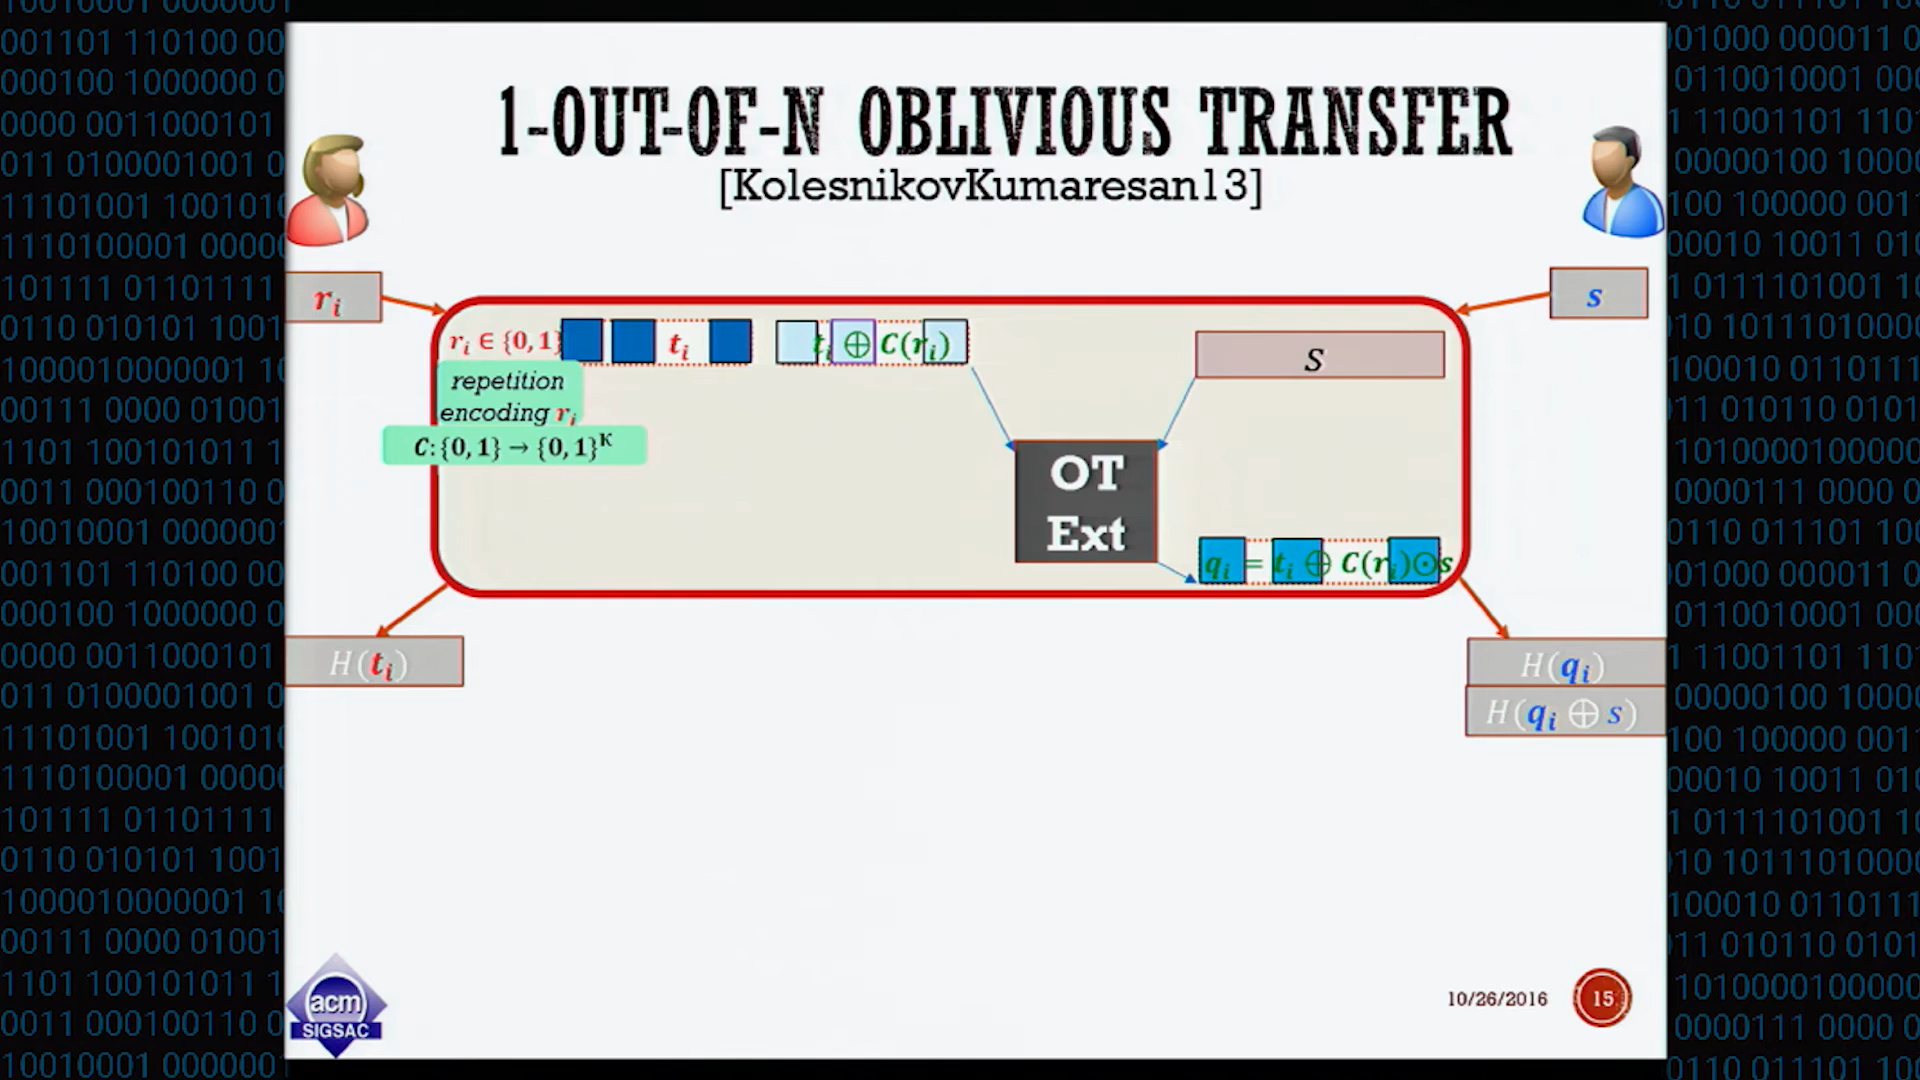 1-OUT-OF-N OBLIVIOUS TRANSFER
[KolesnikovKumaresan13]
r_i
s
r_i ∈ {0,1}
t_i
t_i ⊕ C(r_i)
S
repetition
encoding r_i
C: {0,1} → {0,1}^K
OT
Ext
q_i = t_i ⊕ C(r_i)⊙s
H(t_i)
H(q_i)
H(q_i ⊕ s)
acm
SIGSAC
10/26/2016
15